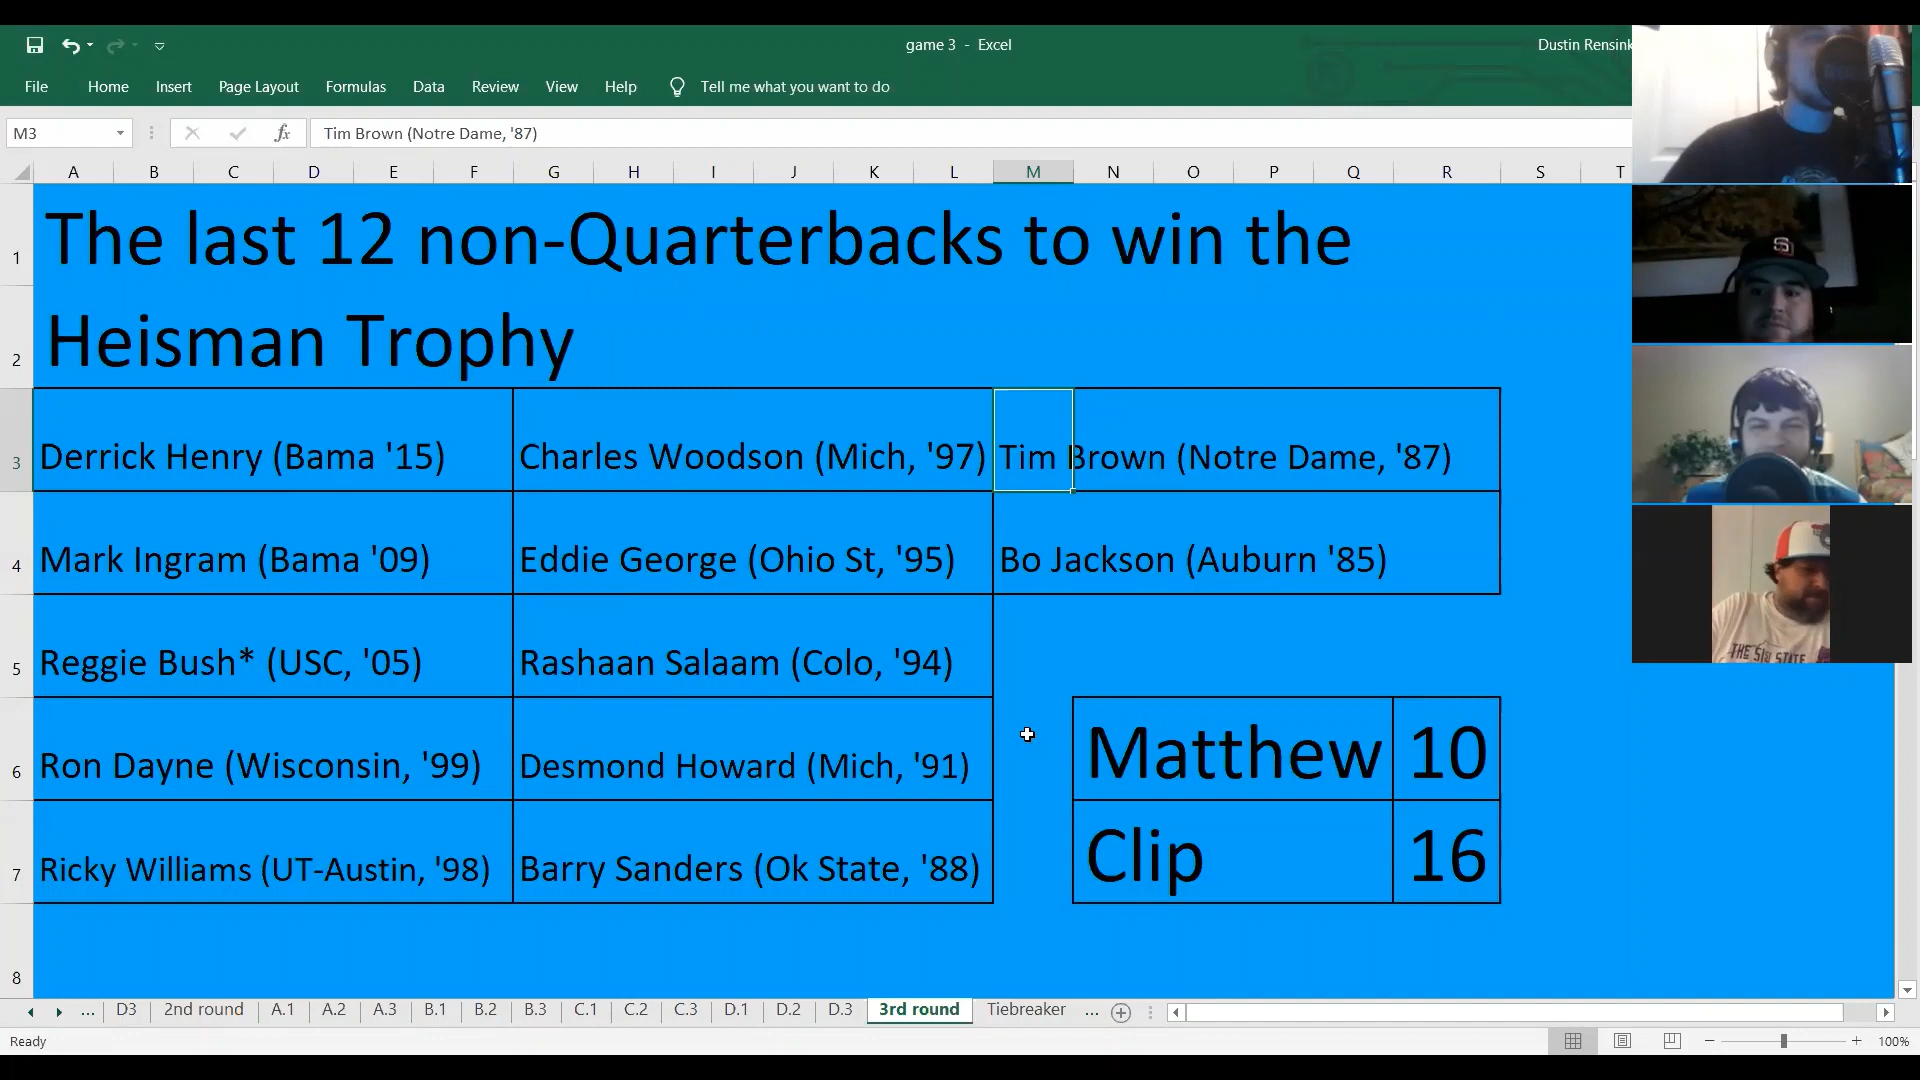 game 3 - Excel
Dustin Rensink
File Home Insert Page Layout Formulas Data Review View Help Tell me what you want to do
M3
fx
Tim Brown (Notre Dame, '87)
A B C D E F G H I J K L M N O P Q R S T
1
The last 12 non-Quarterbacks to win the
2
Heisman Trophy
3
Derrick Henry (Bama '15)
Charles Woodson (Mich, '97)
Tim Brown (Notre Dame, '87)
4
Mark Ingram (Bama '09)
Eddie George (Ohio St, '95)
Bo Jackson (Auburn '85)
5
Reggie Bush* (USC, '05)
Rashaan Salaam (Colo, '94)
6
Ron Dayne (Wisconsin, '99)
Desmond Howard (Mich, '91)
Matthew 10
7
Ricky Williams (UT-Austin, '98)
Barry Sanders (Ok State, '88)
Clip 16
8
... D3 2nd round A.1 A.2 A.3 B.1 B.2 B.3 C.1 C.2 C.3 D.1 D.2 D.3 3rd round Tiebreaker ...
Ready
100%